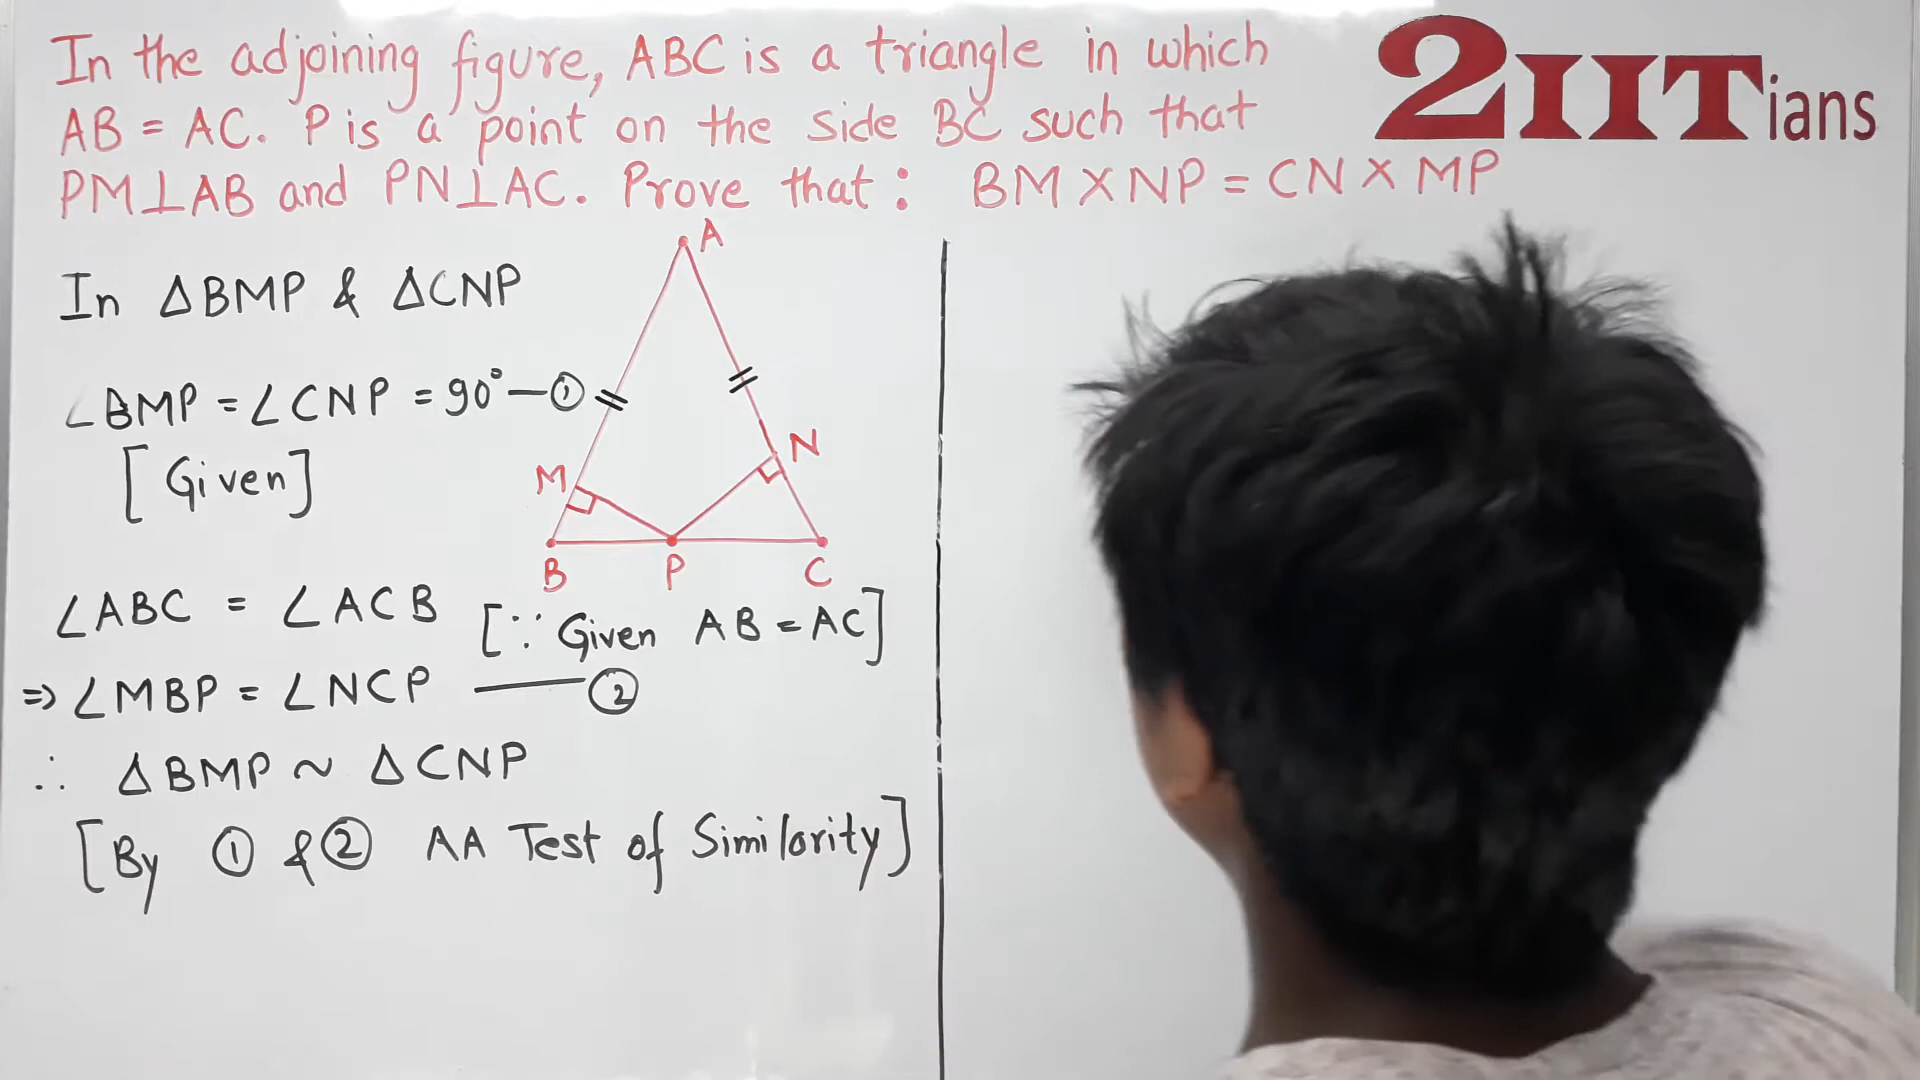 In the adjoining figure, ABC is a triangle in which
AB = AC. P is a point on the side BC such that
PM⊥AB and PN⊥AC. Prove that : BM X NP = CN X MP
2IITians
In ΔBMP & ΔCNP
∠BMP = ∠CNP = 90° — ①
[Given]
A
M
N
B P C
∠ABC = ∠ACB [∵ Given AB = AC]
⇒ ∠MBP = ∠NCP —— ②
∴ ΔBMP ~ ΔCNP
[By ① & ② AA Test of Similarity]